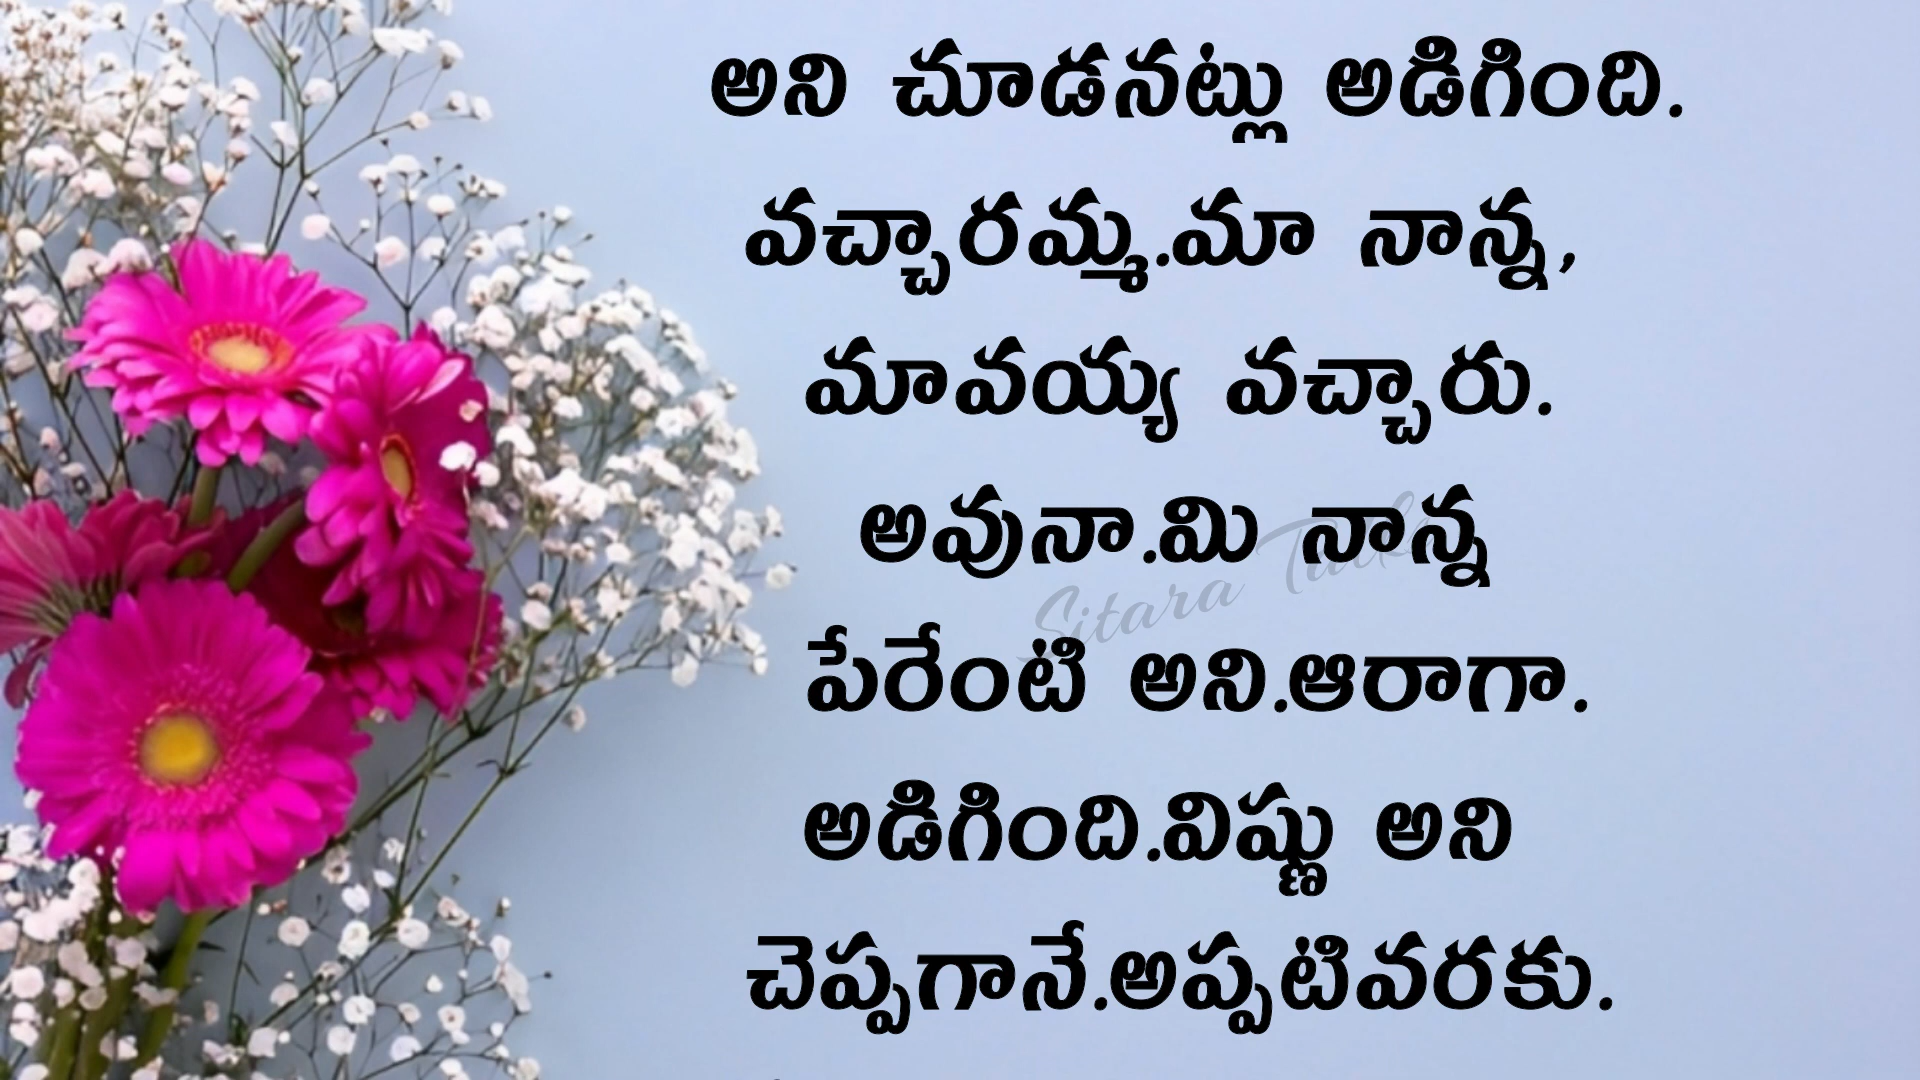 అని చూడనట్లు అడిగింది.
వచ్చారమ్మ.మా నాన్న,
మావయ్య వచ్చారు.
అవునా.మి నాన్న
పేరేంటి అని.ఆరాగా.
అడిగింది.విష్ణు అని
చెప్పగానే.అప్పటివరకు.